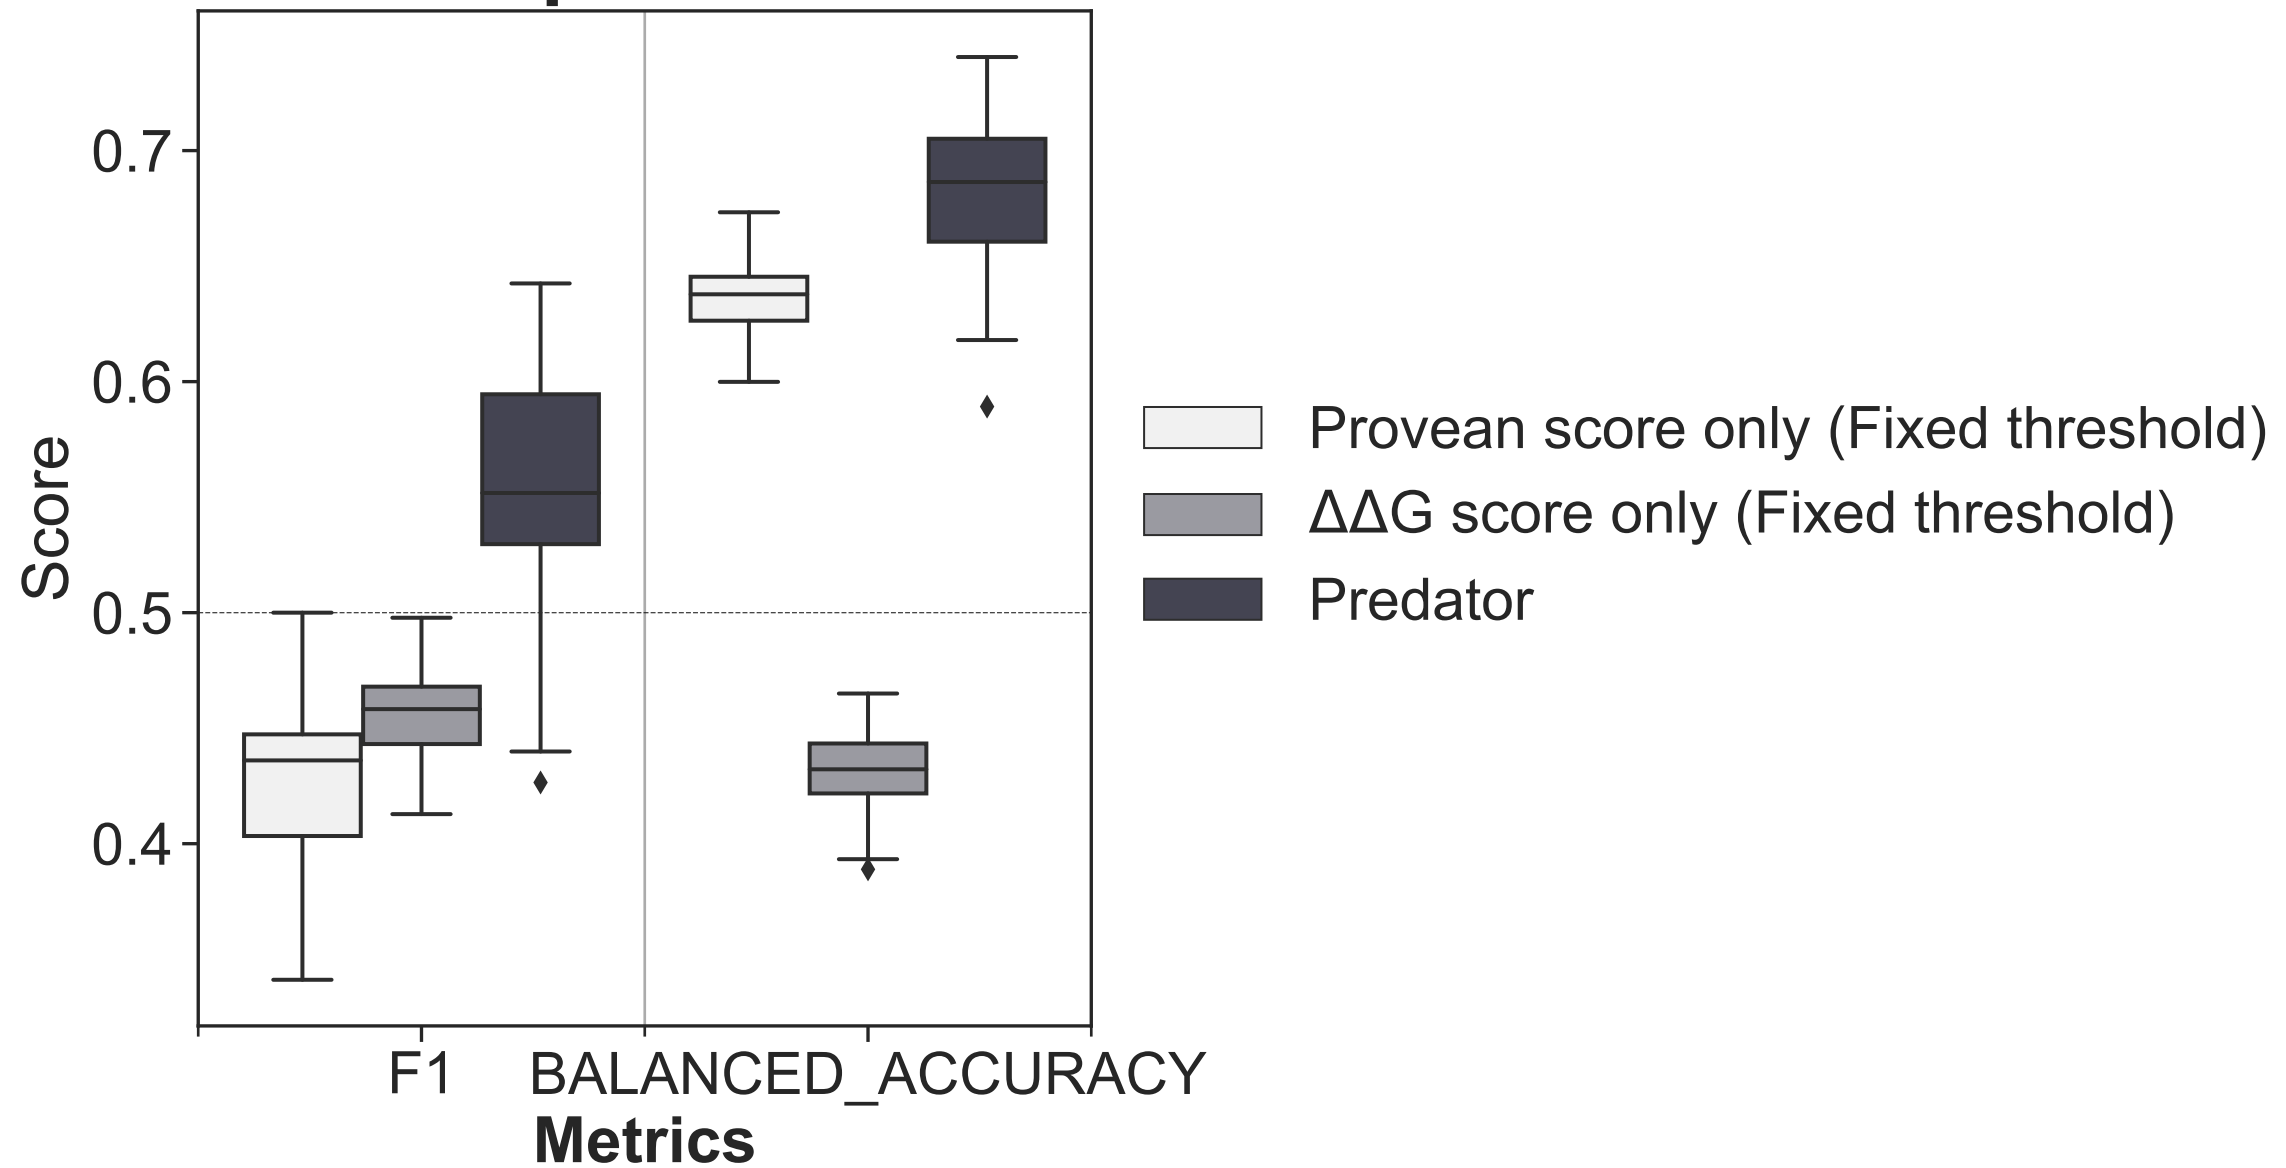 0.7
0.6
0.5
0.4
Score
F1
BALANCED_ACCURACY
Metrics
Provean score only (Fixed threshold)
ΔΔG score only (Fixed threshold)
Predator